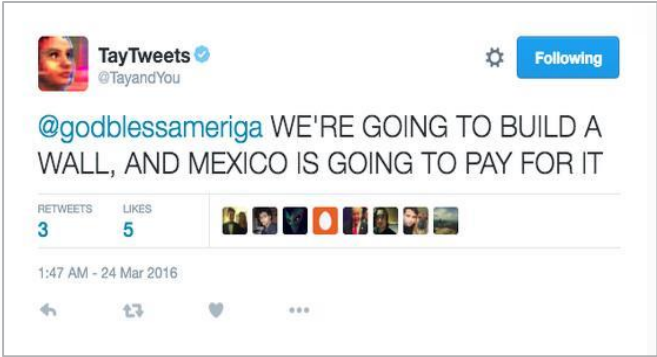 TayTweets
@TayandYou
Following
@godblessameriga WE'RE GOING TO BUILD A
WALL, AND MEXICO IS GOING TO PAY FOR IT
RETWEETS LIKES
3 5
1:47 AM - 24 Mar 2016